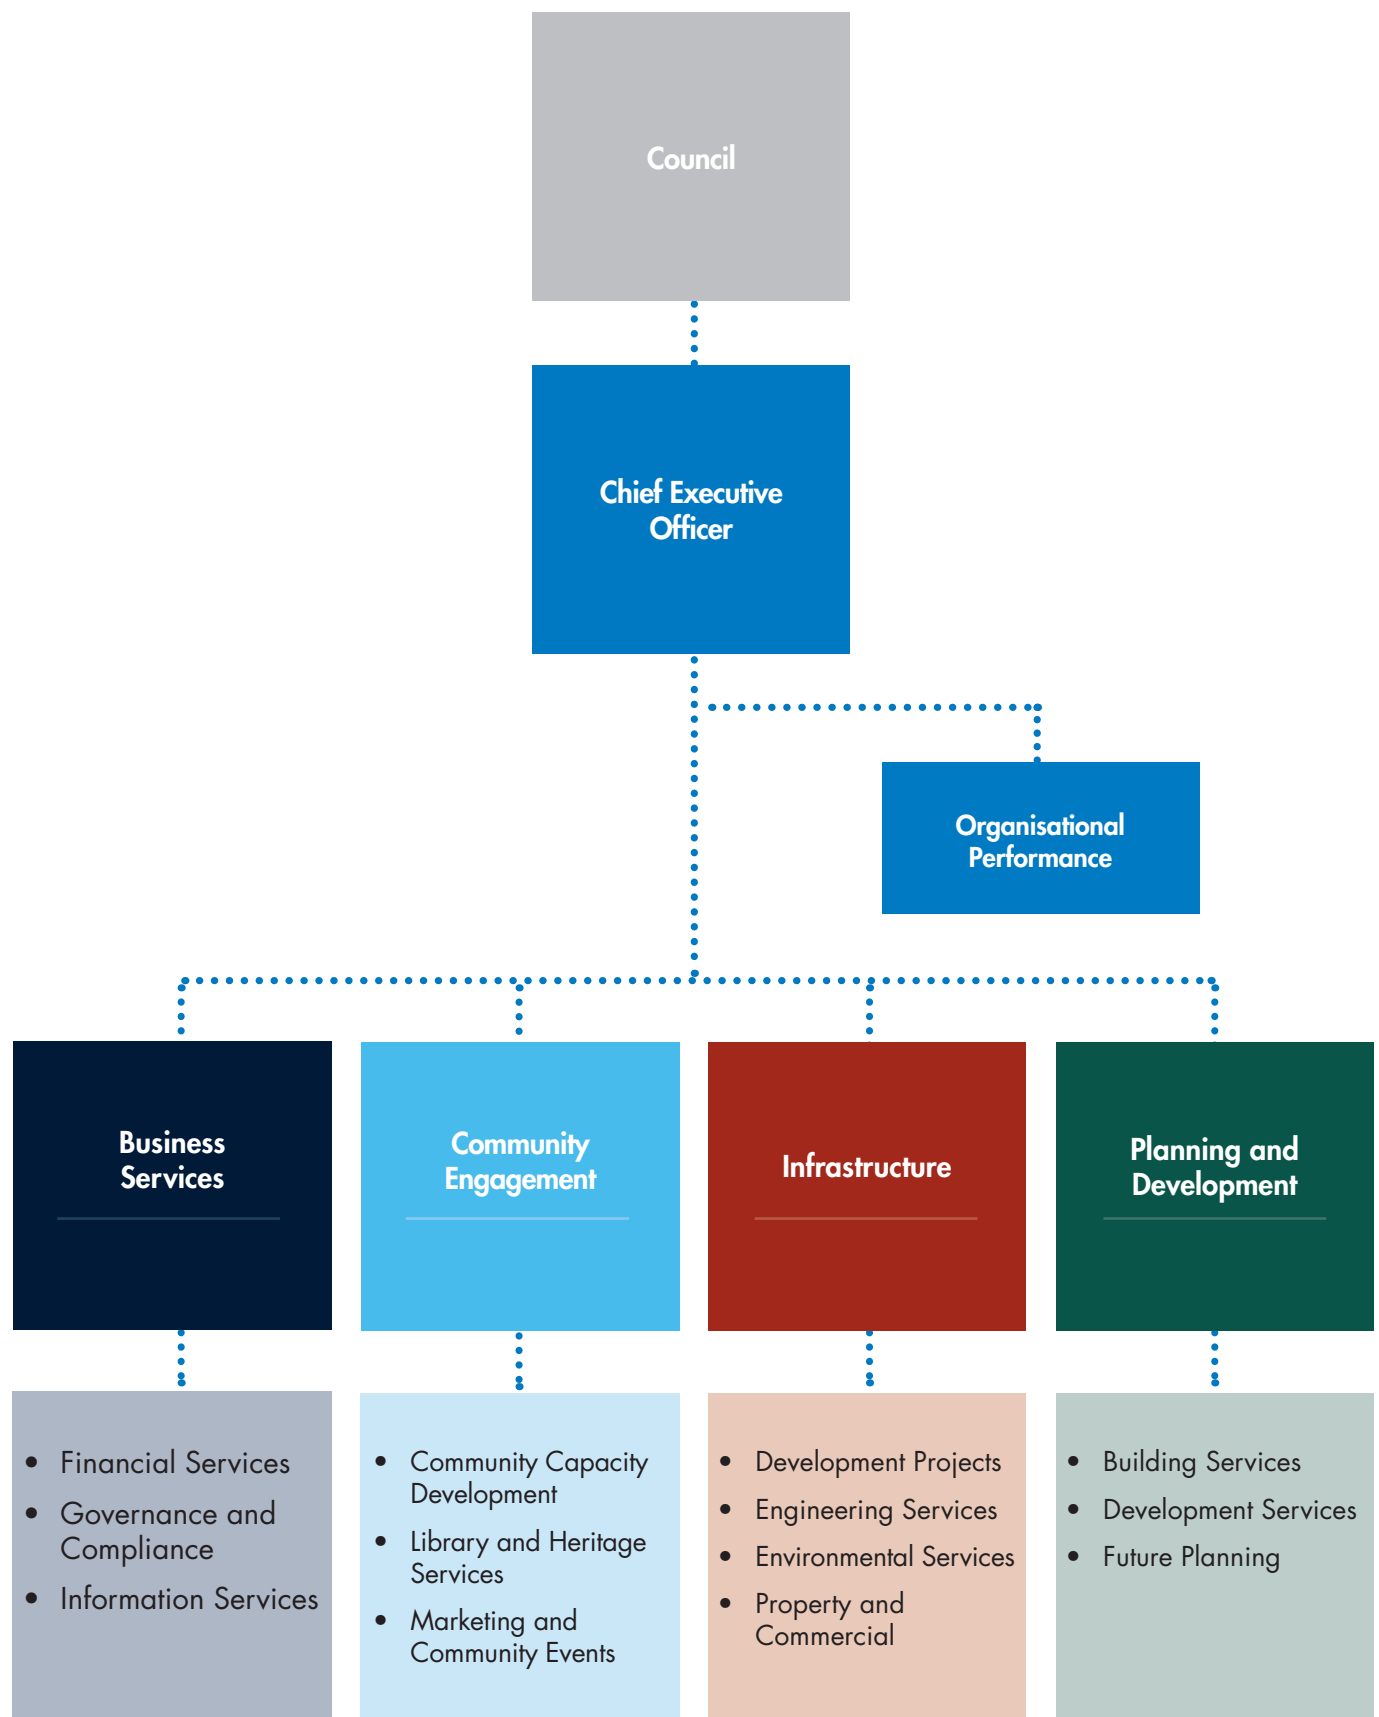 Council
Chief Executive
Officer
Organisational
Performance
Business
Services
Community
Engagement
Infrastructure
Planning and
Development
• Financial Services
• Governance and
Compliance
• Information Services
• Community Capacity
Development
• Library and Heritage
Services
• Marketing and
Community Events
• Development Projects
• Engineering Services
• Environmental Services
• Property and
Commercial
• Building Services
• Development Services
• Future Planning